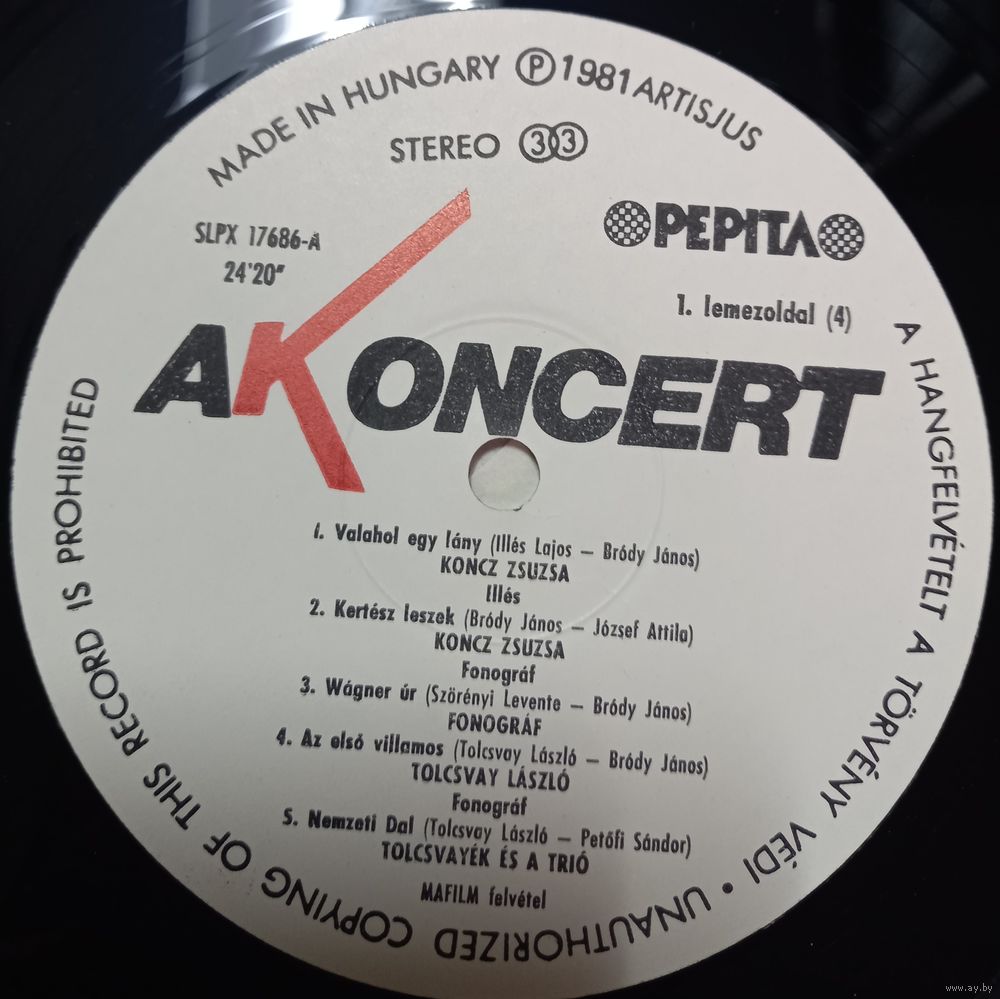 MADE IN HUNGARY Ⓟ 1981 ARTISJUS
STEREO 33
SLPX 17686-A
24'20"
PEPITA
1. lemezoldal (4)
A KONCERT
1. Valahol egy lány (Illés Lajos – Bródy János)
KONCZ ZSUZSA
Illés
2. Kertész leszek (Bródy János – József Attila)
KONCZ ZSUZSA
Fonográf
3. Wágner úr (Szörényi Levente – Bródy János)
FONOGRÁF
4. Az első villamos (Tolcsvay László – Bródy János)
TOLCSVAY LÁSZLÓ
Fonográf
5. Nemzeti Dal (Tolcsvay László – Petőfi Sándor)
TOLCSVAYÉK ÉS A TRIÓ
MAFILM felvétel
A HANGFELVÉTELT A TÖRVÉNY VÉDI • UNAUTHORIZED COPYING OF THIS RECORD IS PROHIBITED
www.ay.by